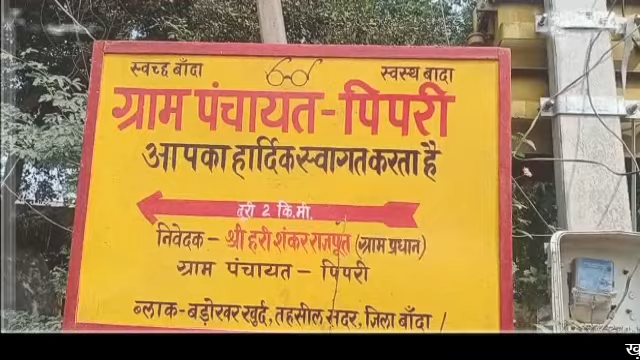 स्वच्छ बाँदा स्वस्थ बादा
ग्राम पंचायत-पिपरी
आपका हार्दिक स्वागत करता है
दूरी 2 कि.मी.
निवेदक - श्री हरी शंकर राजपूत (ग्राम प्रधान)
ग्राम पंचायत - पिपरी
ब्लाक-बड़ोखर खुर्द, तहसील सदर, जिला बाँदा